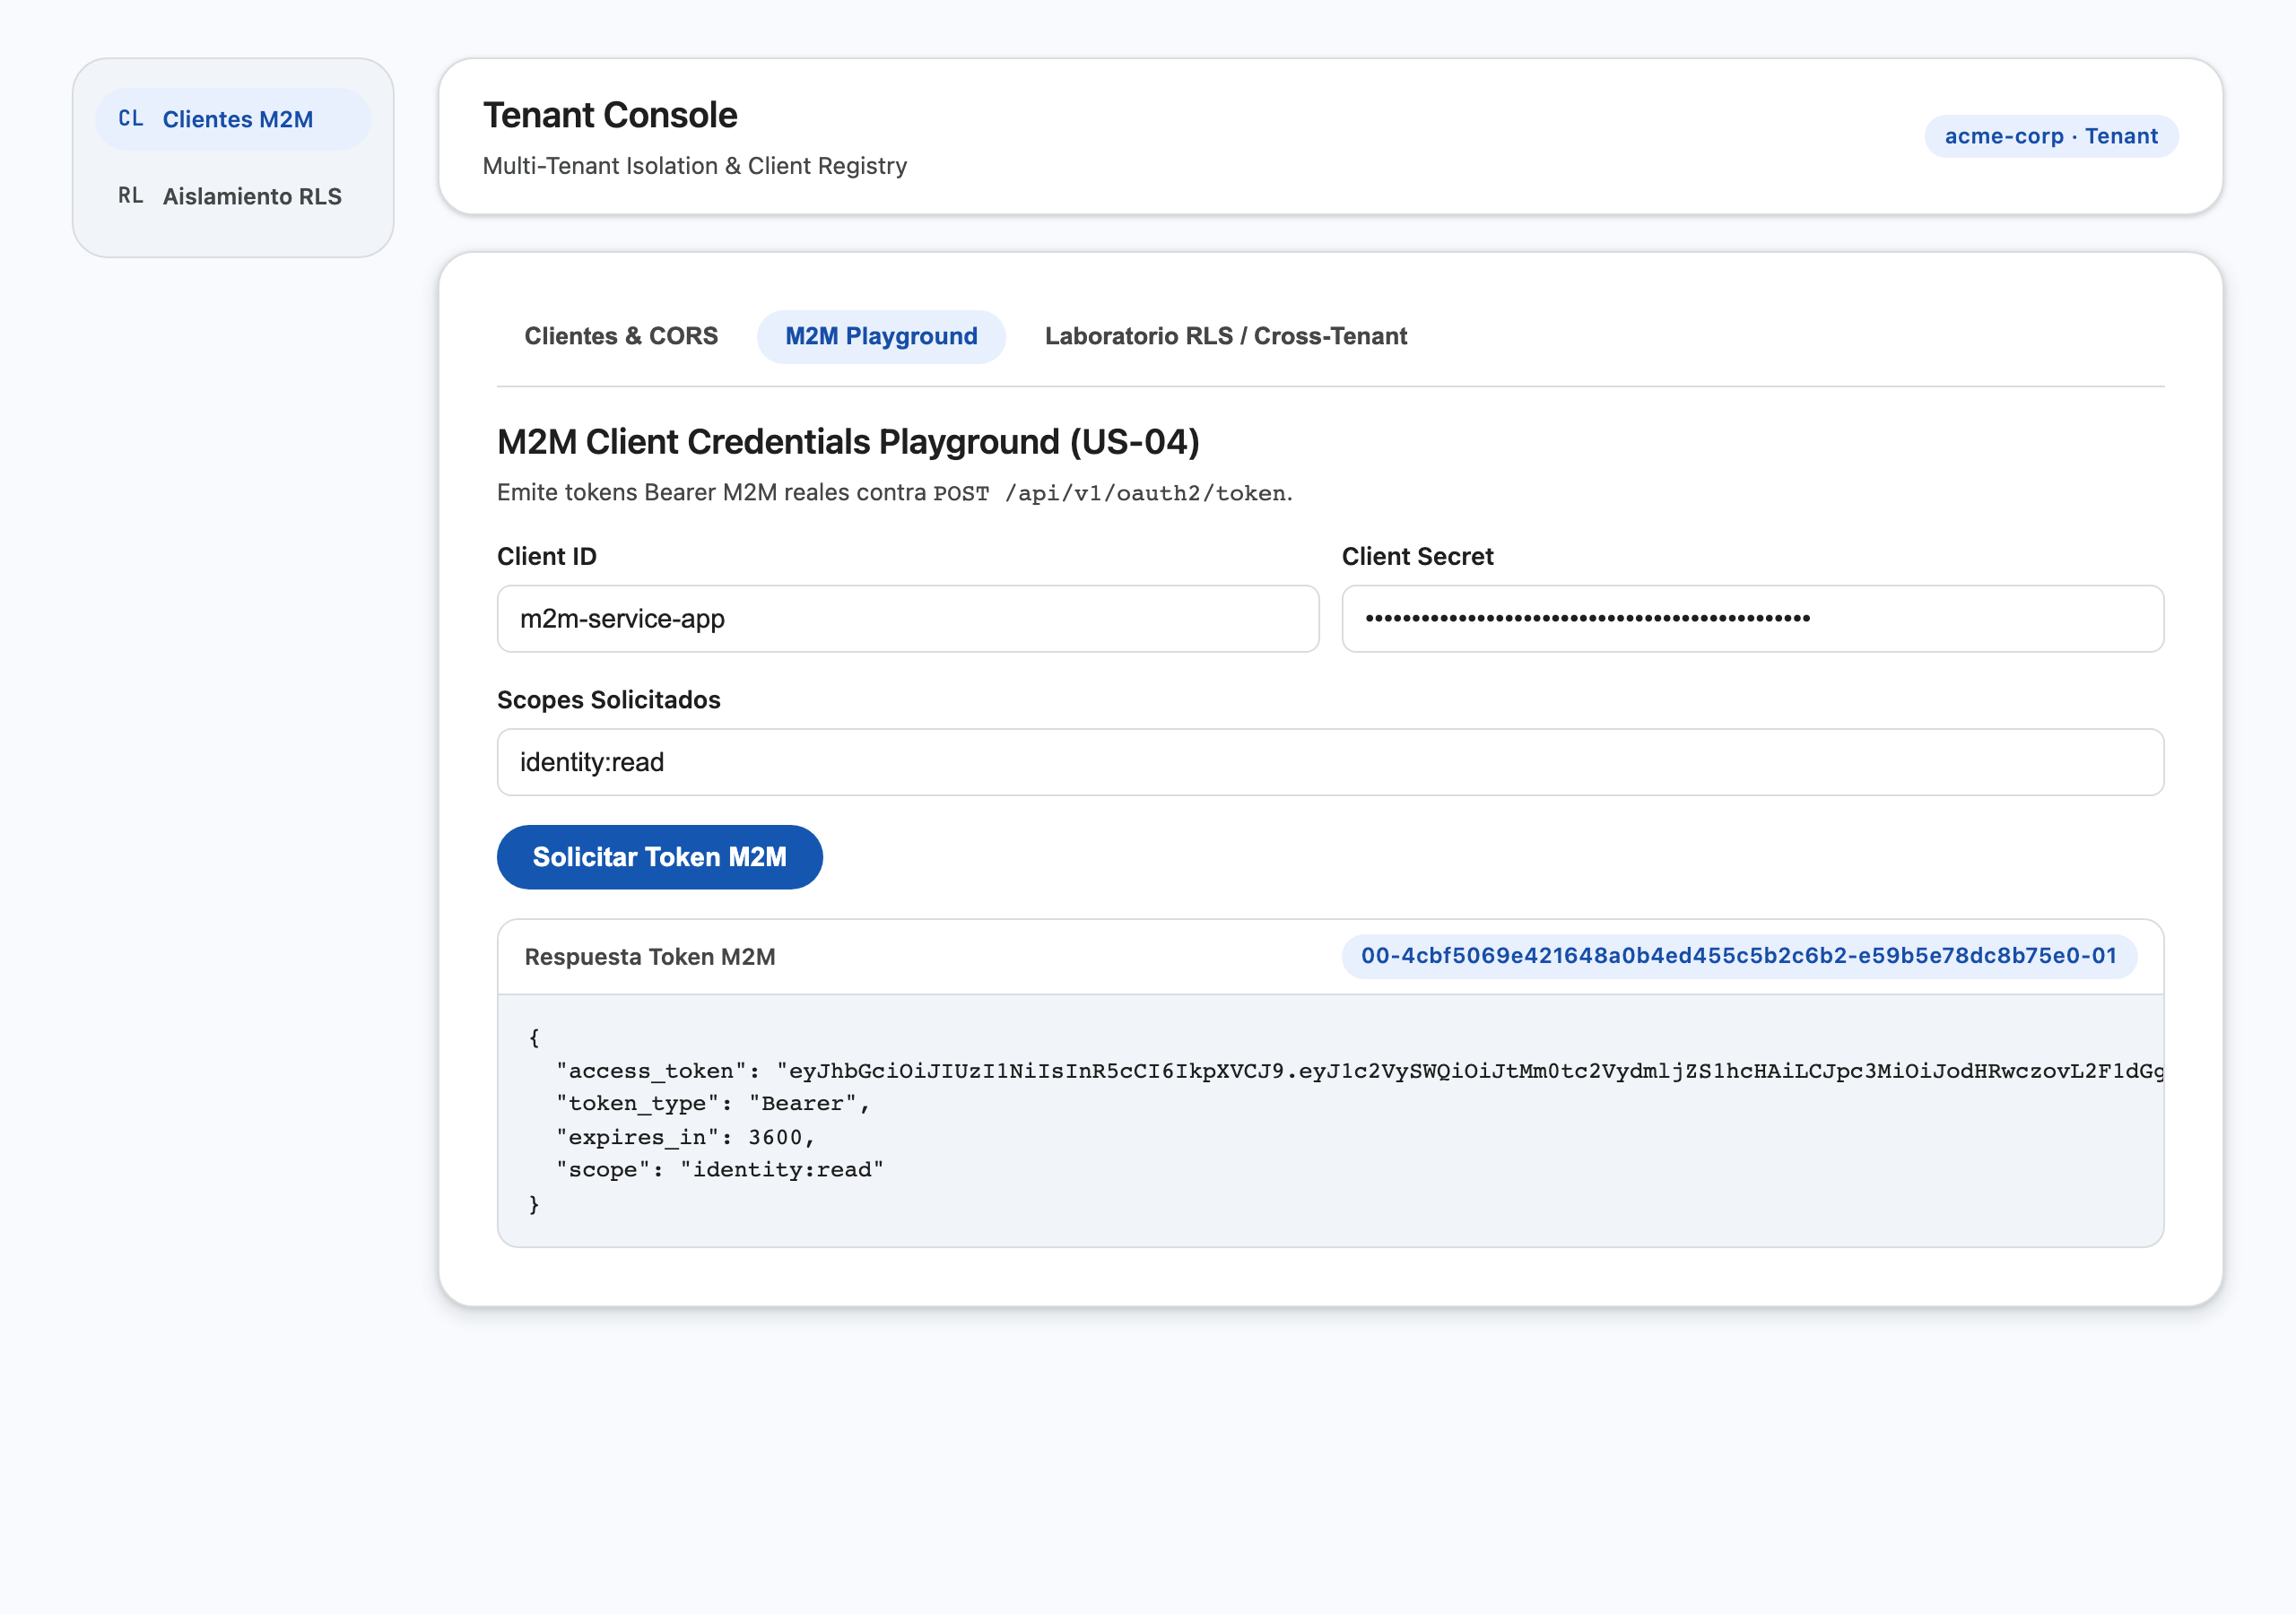 CL Clientes M2M
RL Aislamiento RLS
Tenant Console
Multi-Tenant Isolation & Client Registry
acme-corp · Tenant
Clientes & CORS M2M Playground Laboratorio RLS / Cross-Tenant
M2M Client Credentials Playground (US-04)
Emite tokens Bearer M2M reales contra POST /api/v1/oauth2/token.
Client ID Client Secret
m2m-service-app ••••••••••••••••••••••••••••••••••••••••••••••••
Scopes Solicitados
identity:read
Solicitar Token M2M
Respuesta Token M2M 00-4cbf5069e421648a0b4ed455c5b2c6b2-e59b5e78dc8b75e0-01
{
  "access_token": "eyJhbGciOiJIUzI1NiIsInR5cCI6IkpXVCJ9.eyJ1c2VySWQiOiJtMm0tc2VydmljZS1hcHAiLCJpc3MiOiJodHRwczovL2F1dGg
  "token_type": "Bearer",
  "expires_in": 3600,
  "scope": "identity:read"
}